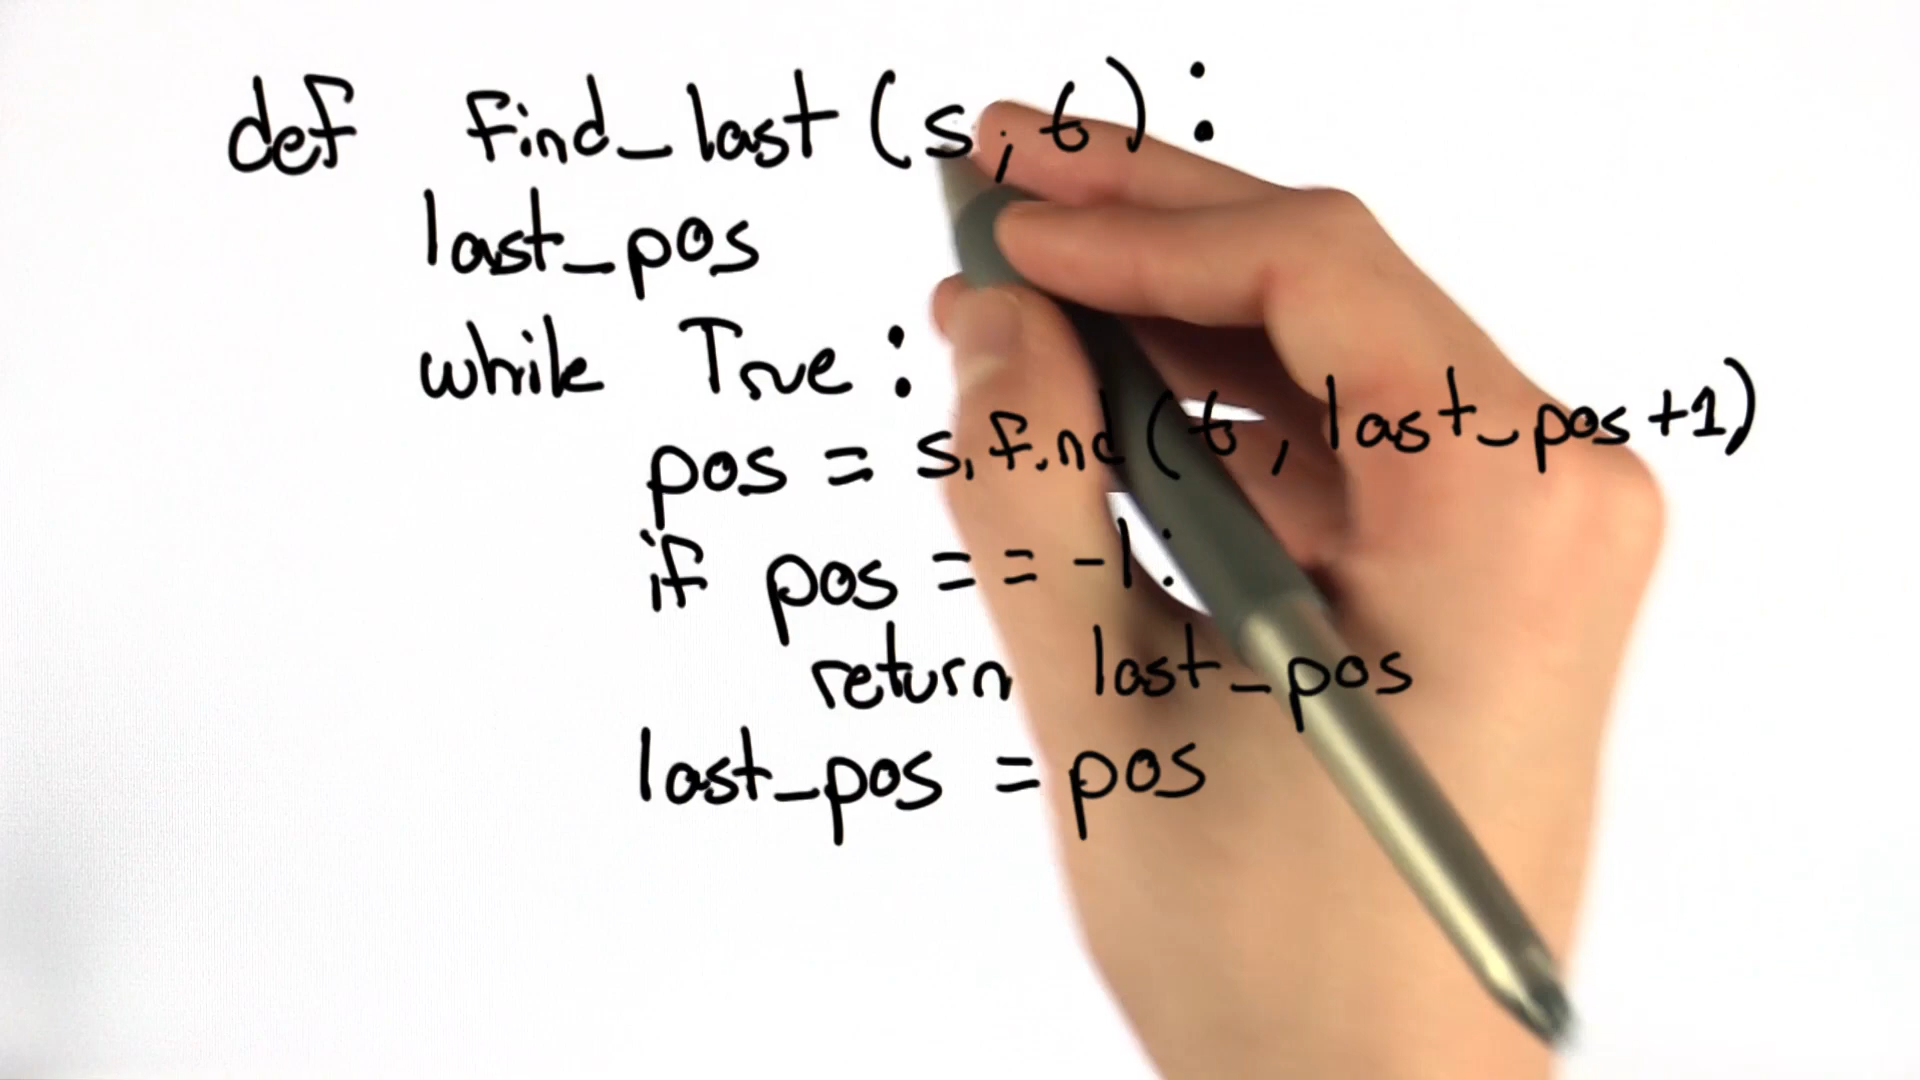 def find_last(s, t):
last_pos
while True:
pos = s.find(t, last_pos+1)
if pos == -1:
return last_pos
last_pos = pos